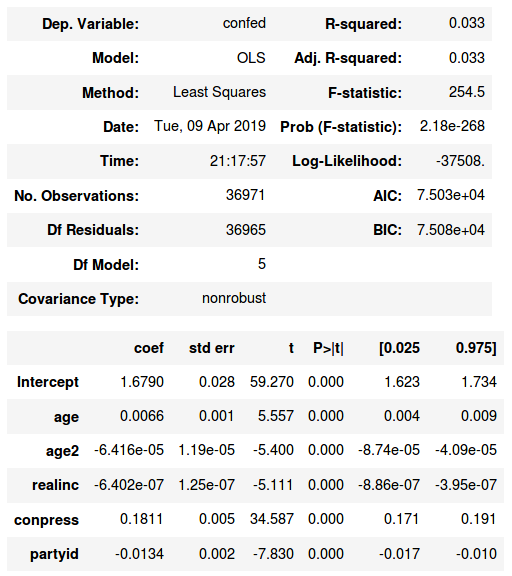 Dep. Variable: confed R-squared: 0.033
Model: OLS Adj. R-squared: 0.033
Method: Least Squares F-statistic: 254.5
Date: Tue, 09 Apr 2019 Prob (F-statistic): 2.18e-268
Time: 21:17:57 Log-Likelihood: -37508.
No. Observations: 36971 AIC: 7.503e+04
Df Residuals: 36965 BIC: 7.508e+04
Df Model: 5
Covariance Type: nonrobust
coef std err t P>|t| [0.025 0.975]
Intercept 1.6790 0.028 59.270 0.000 1.623 1.734
age 0.0066 0.001 5.557 0.000 0.004 0.009
age2 -6.416e-05 1.19e-05 -5.400 0.000 -8.74e-05 -4.09e-05
realinc -6.402e-07 1.25e-07 -5.111 0.000 -8.86e-07 -3.95e-07
conpress 0.1811 0.005 34.587 0.000 0.171 0.191
partyid -0.0134 0.002 -7.830 0.000 -0.017 -0.010